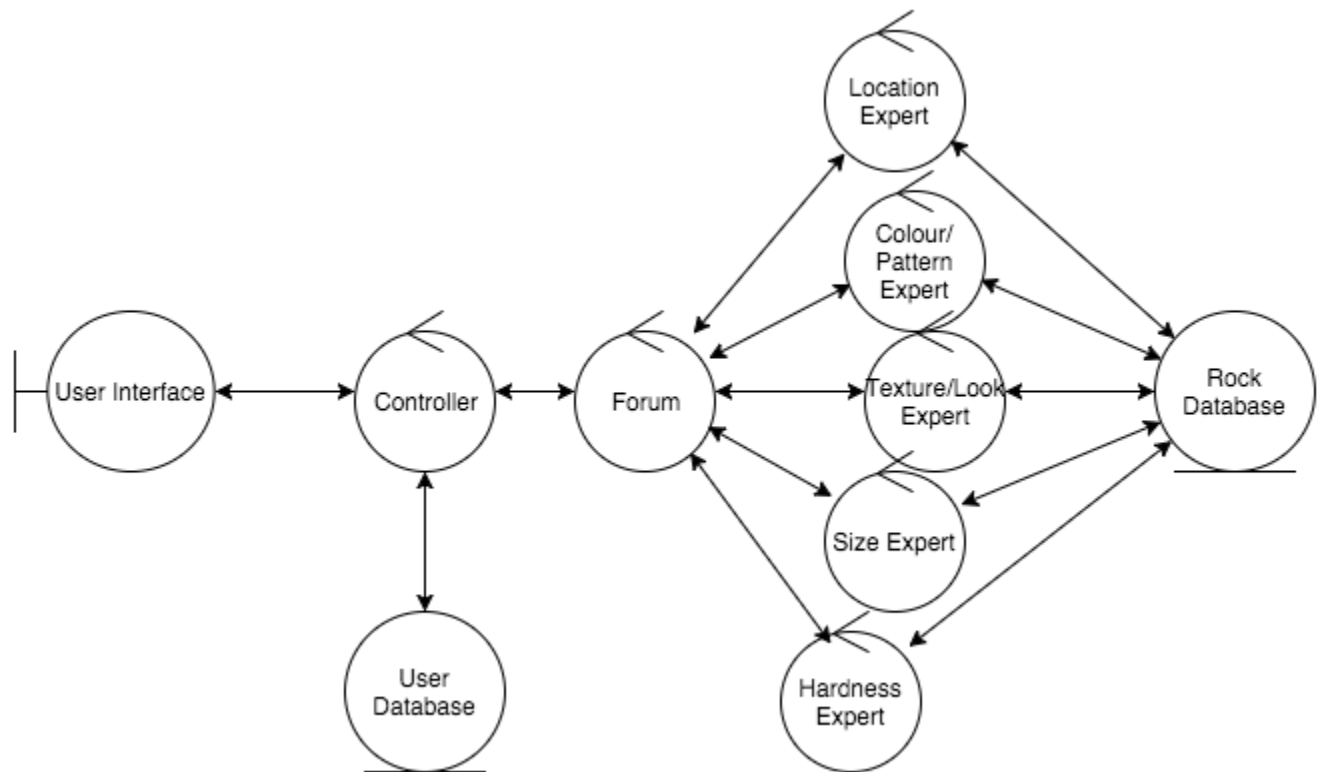 Location
Expert
Colour/
Pattern
Expert
User Interface
Controller
Forum
Texture/Look
Expert
Rock
Database
Size Expert
User
Database
Hardness
Expert